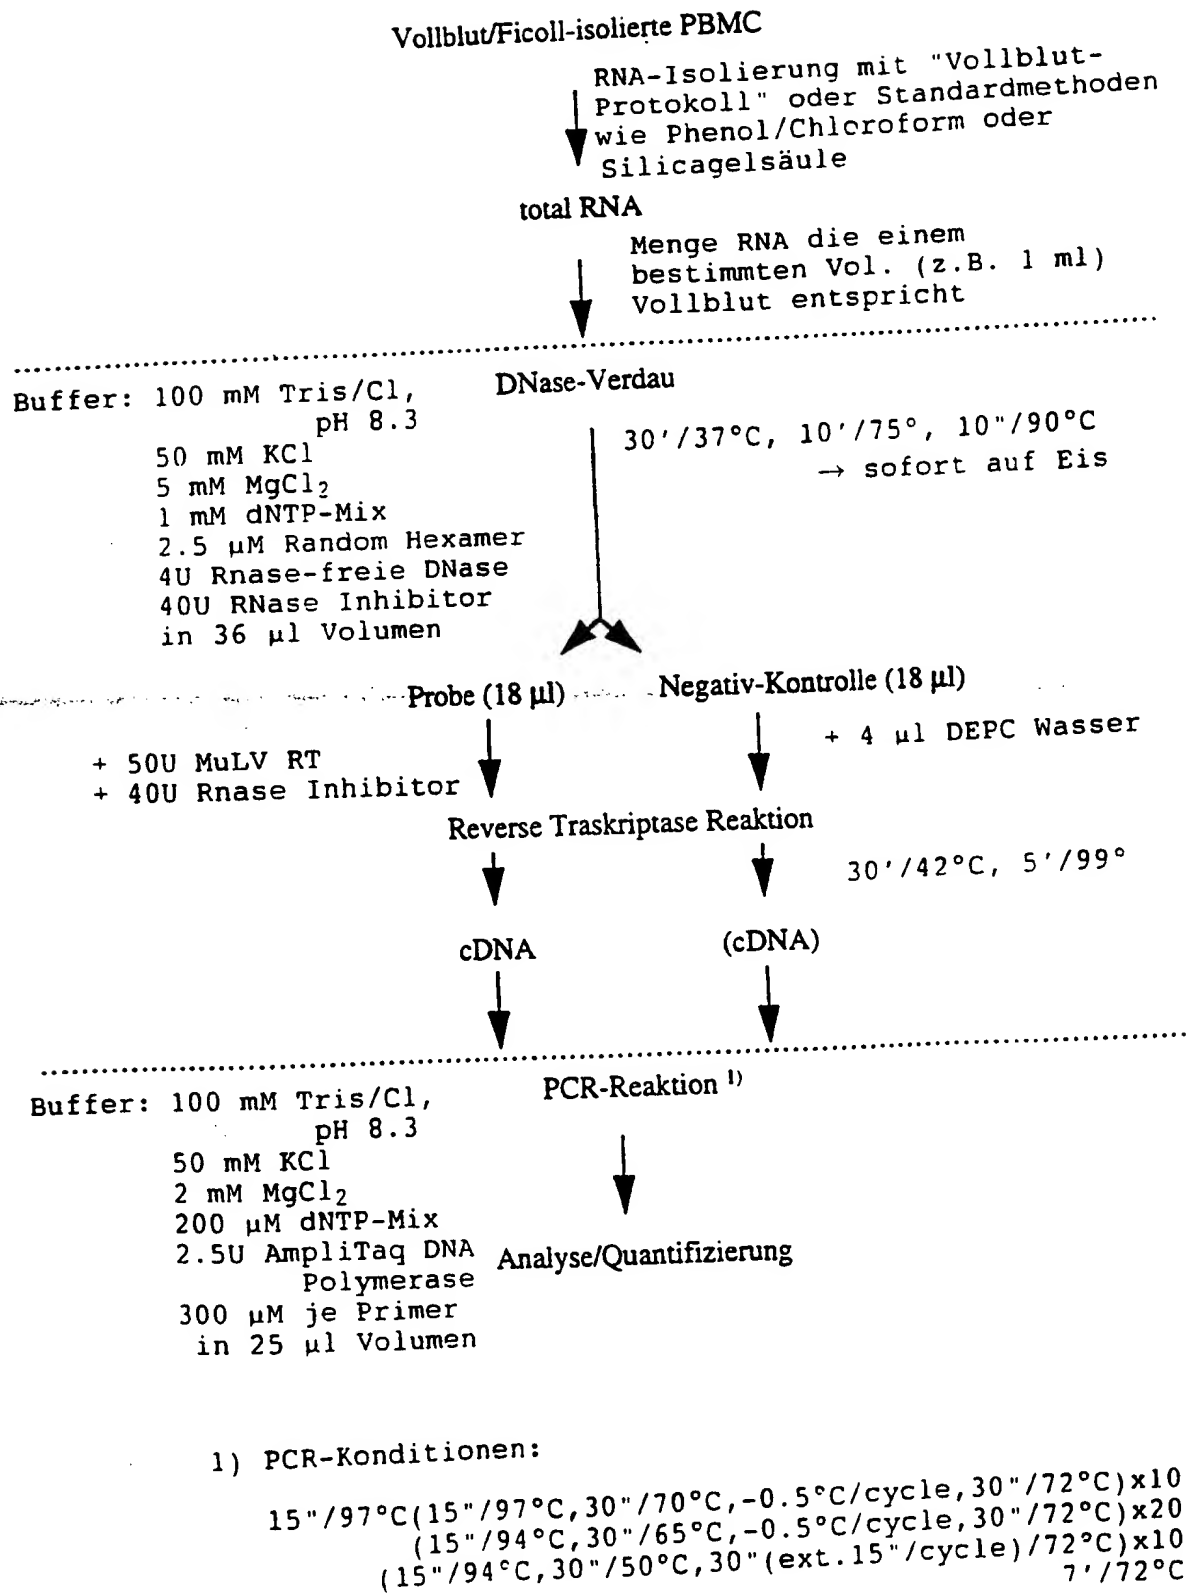 Vollblut/Ficoll-isolierte PBMC
RNA-Isolierung mit "Vollblut-
Protokoll" oder Standardmethoden
wie Phenol/Chloroform oder
Silicagelsäule
total RNA
Menge RNA die einem
bestimmten Vol. (z.B. 1 ml)
Vollblut entspricht
DNase-Verdau
Buffer: 100 mM Tris/Cl,
pH 8.3
50 mM KCl
5 mM MgCl₂
1 mM dNTP-Mix
2.5 µM Random Hexamer
4U Rnase-freie DNase
40U RNase Inhibitor
in 36 µl Volumen
30'/37°C, 10'/75°, 10"/90°C
→ sofort auf Eis
Probe (18 µl)
Negativ-Kontrolle (18 µl)
+ 50U MuLV RT
+ 40U Rnase Inhibitor
+ 4 µl DEPC Wasser
Reverse Traskriptase Reaktion
30'/42°C, 5'/99°
cDNA
(cDNA)
PCR-Reaktion 1)
Buffer: 100 mM Tris/Cl,
pH 8.3
50 mM KCl
2 mM MgCl₂
200 µM dNTP-Mix
2.5U AmpliTaq DNA
Polymerase
300 µM je Primer
in 25 µl Volumen
Analyse/Quantifizierung
1) PCR-Konditionen:
15"/97°C(15"/97°C,30"/70°C,-0.5°C/cycle,30"/72°C)x10
(15"/94°C,30"/65°C,-0.5°C/cycle,30"/72°C)x20
(15"/94°C,30"/50°C,30"(ext.15"/cycle)/72°C)x10
7'/72°C